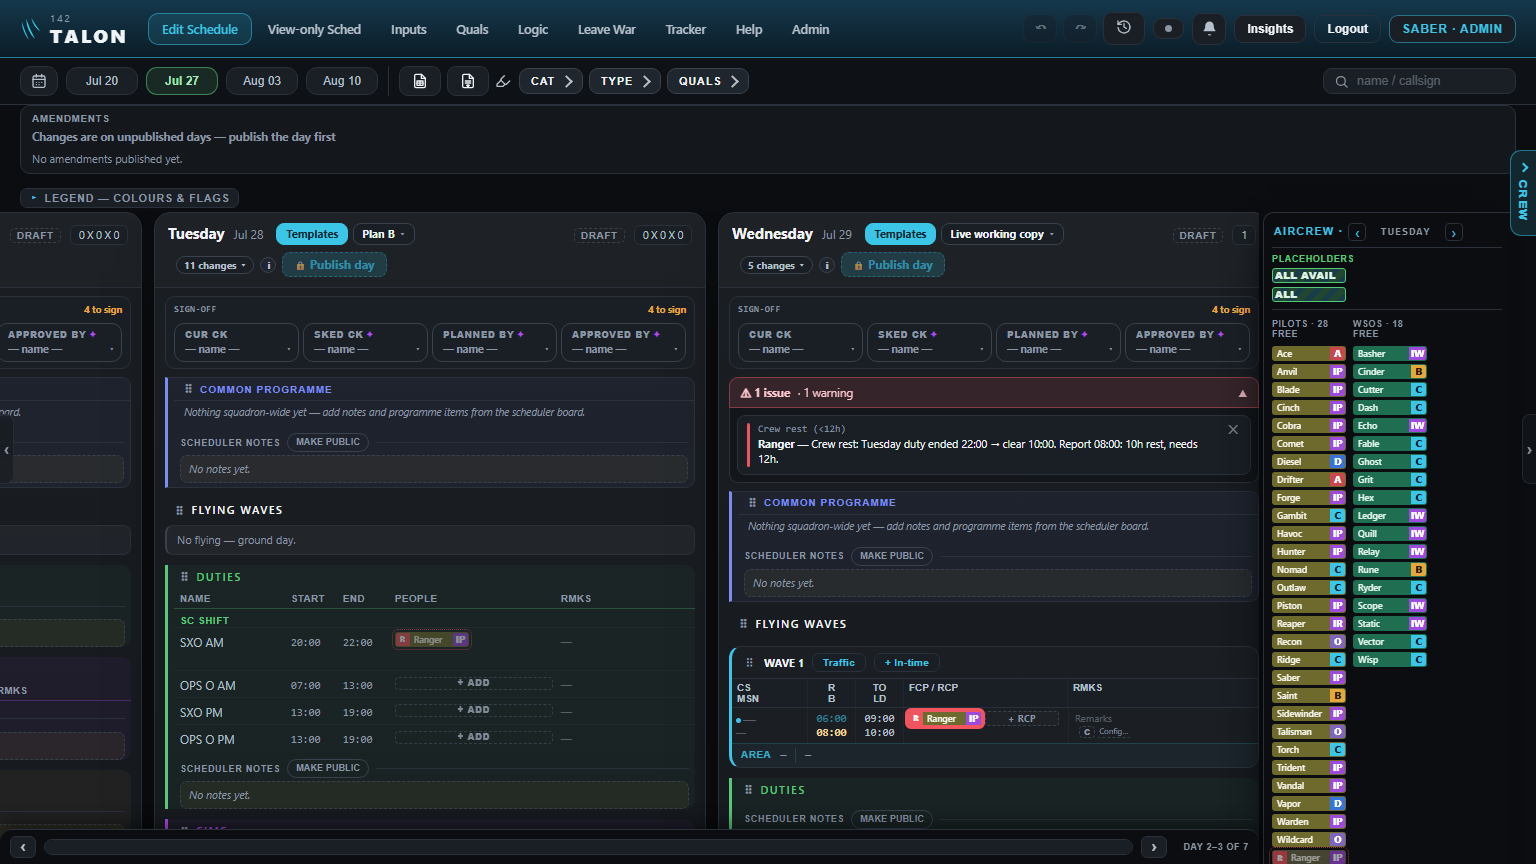 142
TALON
Edit Schedule
View-only Sched
Inputs
Quals
Logic
Leave War
Tracker
Help
Admin
Insights
Logout
SABER · ADMIN
Jul 20
Jul 27
Aug 03
Aug 10
CAT
TYPE
QUALS
name / callsign
AMENDMENTS
Changes are on unpublished days — publish the day first
No amendments published yet.
LEGEND — COLOURS & FLAGS
CREW
DRAFT
0X0X0
4 to sign
APPROVED BY
— name —
RMKS
Tuesday Jul 28
Templates
Plan B
DRAFT
0X0X0
11 changes
i
Publish day
SIGN-OFF
4 to sign
CUR CK
— name —
SKED CK
— name —
PLANNED BY
— name —
APPROVED BY
— name —
COMMON PROGRAMME
Nothing squadron-wide yet — add notes and programme items from the scheduler board.
SCHEDULER NOTES
MAKE PUBLIC
No notes yet.
FLYING WAVES
No flying — ground day.
DUTIES
NAME START END PEOPLE RMKS
SC SHIFT
SXO AM 20:00 22:00 R Ranger IP —
OPS O AM 07:00 13:00 + ADD —
SXO PM 13:00 19:00 + ADD —
OPS O PM 13:00 19:00 + ADD —
SCHEDULER NOTES
MAKE PUBLIC
No notes yet.
Wednesday Jul 29
Templates
Live working copy
DRAFT
1
5 changes
i
Publish day
SIGN-OFF
4 to sign
CUR CK
— name —
SKED CK
— name —
PLANNED BY
— name —
APPROVED BY
— name —
1 issue · 1 warning
Crew rest (<12h)
Ranger — Crew rest: Tuesday duty ended 22:00 → clear 10:00. Report 08:00: 10h rest, needs
12h.
COMMON PROGRAMME
Nothing squadron-wide yet — add notes and programme items from the scheduler board.
SCHEDULER NOTES
MAKE PUBLIC
No notes yet.
FLYING WAVES
WAVE 1
Traffic
+ In-time
CS R TO FCP / RCP RMKS
MSN B LD
— 06:00 09:00 R Ranger IP + RCP Remarks
— 08:00 10:00 C Config...
AREA — —
DUTIES
SCHEDULER NOTES
MAKE PUBLIC
AIRCREW ·
TUESDAY
PLACEHOLDERS
ALL AVAIL
ALL
PILOTS · 28
FREE
WSOS · 18
FREE
Ace A
Anvil IP
Blade IP
Cinch IP
Cobra IP
Comet IP
Diesel D
Drifter A
Forge IP
Gambit C
Havoc IP
Hunter IP
Nomad C
Outlaw C
Piston IP
Reaper IR
Recon O
Ridge C
Saber IP
Saint B
Sidewinder IP
Talisman O
Torch C
Trident IP
Vandal IP
Vapor D
Warden IP
Wildcard O
R Ranger IP
Basher IW
Cinder B
Cutter C
Dash C
Echo IW
Fable C
Ghost C
Grit C
Hex C
Ledger IW
Quill IW
Relay IW
Rune B
Ryder C
Scope IW
Static IW
Vector C
Wisp C
DAY 2–3 OF 7